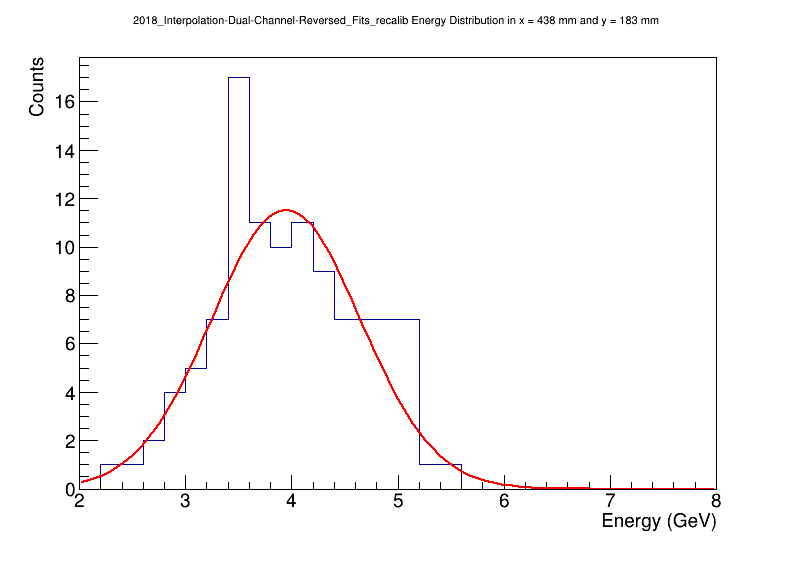 2018_Interpolation-Dual-Channel-Reversed_Fits_recalib Energy Distribution in x = 438 mm and y = 183 mm
Counts
16
14
12
10
8
6
4
2
0
2 3 4 5 6 7 8
Energy (GeV)